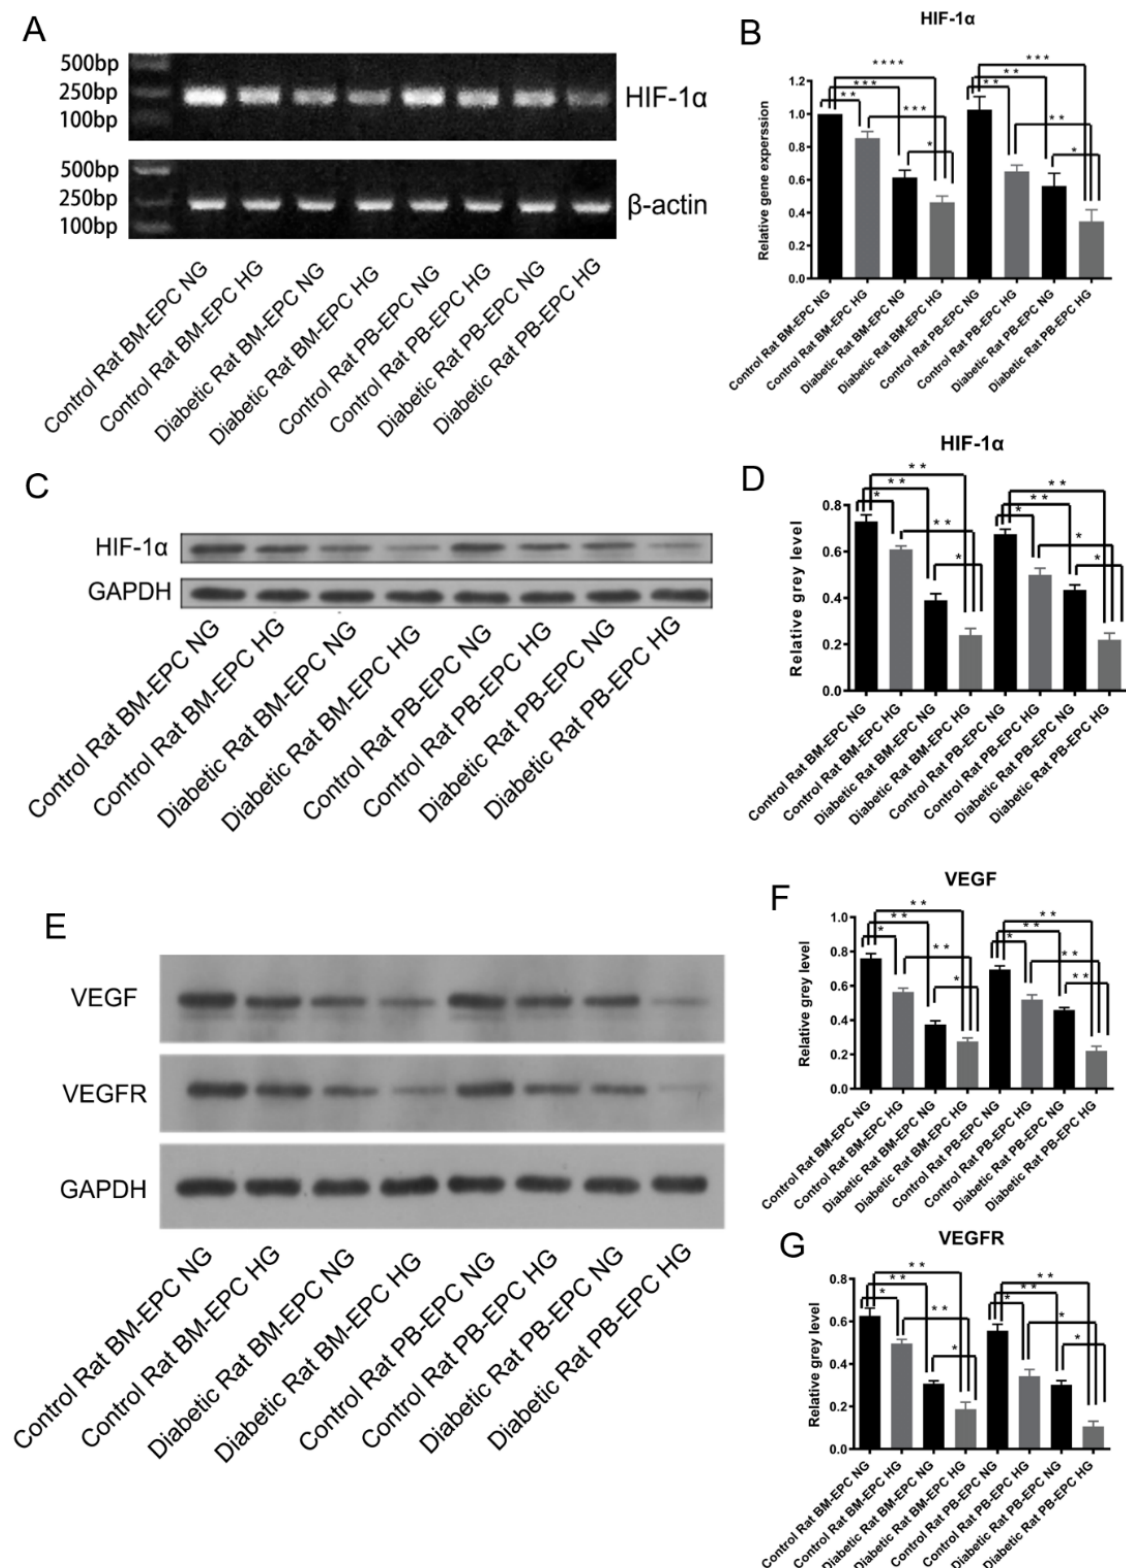 A
500bp
250bp
100bp
HIF-1α
500bp
250bp
100bp
β-actin
Control Rat BM-EPC NG
Control Rat BM-EPC HG
Diabetic Rat BM-EPC NG
Diabetic Rat BM-EPC HG
Control Rat PB-EPC NG
Control Rat PB-EPC HG
Diabetic Rat PB-EPC NG
Diabetic Rat PB-EPC HG
B
HIF-1α
Relative gene experssion
1.2
1.0
0.8
0.6
0.4
0.2
0.0
****
***
**
***
*
***
**
**
**
*
Control Rat BM-EPC NG
Control Rat BM-EPC HG
Diabetic Rat BM-EPC NG
Diabetic Rat BM-EPC HG
Control Rat PB-EPC NG
Control Rat PB-EPC HG
Diabetic Rat PB-EPC NG
Diabetic Rat PB-EPC HG
C
HIF-1α
GAPDH
Control Rat BM-EPC NG
Control Rat BM-EPC HG
Diabetic Rat BM-EPC NG
Diabetic Rat BM-EPC HG
Control Rat PB-EPC NG
Control Rat PB-EPC HG
Diabetic Rat PB-EPC NG
Diabetic Rat PB-EPC HG
D
HIF-1α
Relative grey level
0.8
0.6
0.4
0.2
0.0
**
**
*
**
*
**
**
*
*
*
Control Rat BM-EPC NG
Control Rat BM-EPC HG
Diabetic Rat BM-EPC NG
Diabetic Rat BM-EPC HG
Control Rat PB-EPC NG
Control Rat PB-EPC HG
Diabetic Rat PB-EPC NG
Diabetic Rat PB-EPC HG
E
VEGF
VEGFR
GAPDH
Control Rat BM-EPC NG
Control Rat BM-EPC HG
Diabetic Rat BM-EPC NG
Diabetic Rat BM-EPC HG
Control Rat PB-EPC NG
Control Rat PB-EPC HG
Diabetic Rat PB-EPC NG
Diabetic Rat PB-EPC HG
F
VEGF
Relative grey level
1.0
0.8
0.6
0.4
0.2
0.0
**
**
*
**
*
**
**
*
**
**
Control Rat BM-EPC NG
Control Rat BM-EPC HG
Diabetic Rat BM-EPC NG
Diabetic Rat BM-EPC HG
Control Rat PB-EPC NG
Control Rat PB-EPC HG
Diabetic Rat PB-EPC NG
Diabetic Rat PB-EPC HG
G
VEGFR
Relative grey level
0.8
0.6
0.4
0.2
0.0
**
**
*
**
*
**
**
*
*
*
Control Rat BM-EPC NG
Control Rat BM-EPC HG
Diabetic Rat BM-EPC NG
Diabetic Rat BM-EPC HG
Control Rat PB-EPC NG
Control Rat PB-EPC HG
Diabetic Rat PB-EPC NG
Diabetic Rat PB-EPC HG